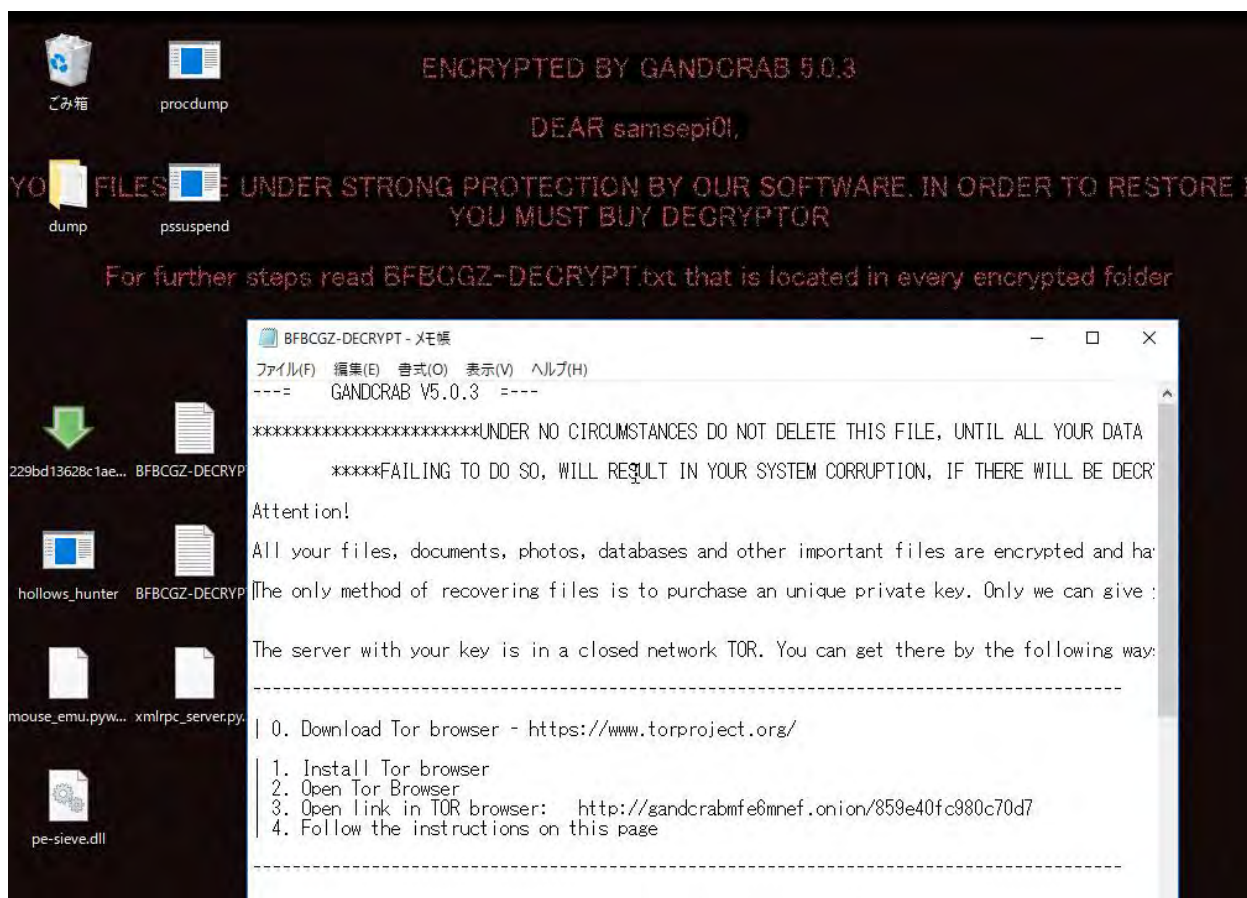 ごみ箱
procdump
ENCRYPTED BY GANDCRAB 5.0.3
DEAR samsepi0l,
FILES UNDER STRONG PROTECTION BY OUR SOFTWARE. IN ORDER TO RESTORE
YOU MUST BUY DECRYPTOR
dump
pssuspend
For further steps read BFBCGZ-DECRYPT.txt that is located in every encrypted folder
BFBCGZ-DECRYPT - メモ帳
ファイル(F) 編集(E) 書式(O) 表示(V) ヘルプ(H)
---= GANDCRAB V5.0.3 =---
************************UNDER NO CIRCUMSTANCES DO NOT DELETE THIS FILE, UNTIL ALL YOUR DATA
*****FAILING TO DO SO, WILL RESULT IN YOUR SYSTEM CORRUPTION, IF THERE WILL BE DECR
229bd13628c1ae...
BFBCGZ-DECRYP
Attention!
All your files, documents, photos, databases and other important files are encrypted and ha
hollows_hunter
BFBCGZ-DECRYP
The only method of recovering files is to purchase an unique private key. Only we can give
The server with your key is in a closed network TOR. You can get there by the following way
----------------------------------------------------------------------------------------
mouse_emu.pyw...
xmlrpc_server.py.
| 0. Download Tor browser - https://www.torproject.org/
| 1. Install Tor browser
| 2. Open Tor Browser
| 3. Open link in TOR browser: http://gandcrabmfe6mnef.onion/859e40fc980c70d7
| 4. Follow the instructions on this page
----------------------------------------------------------------------------------------
pe-sieve.dll